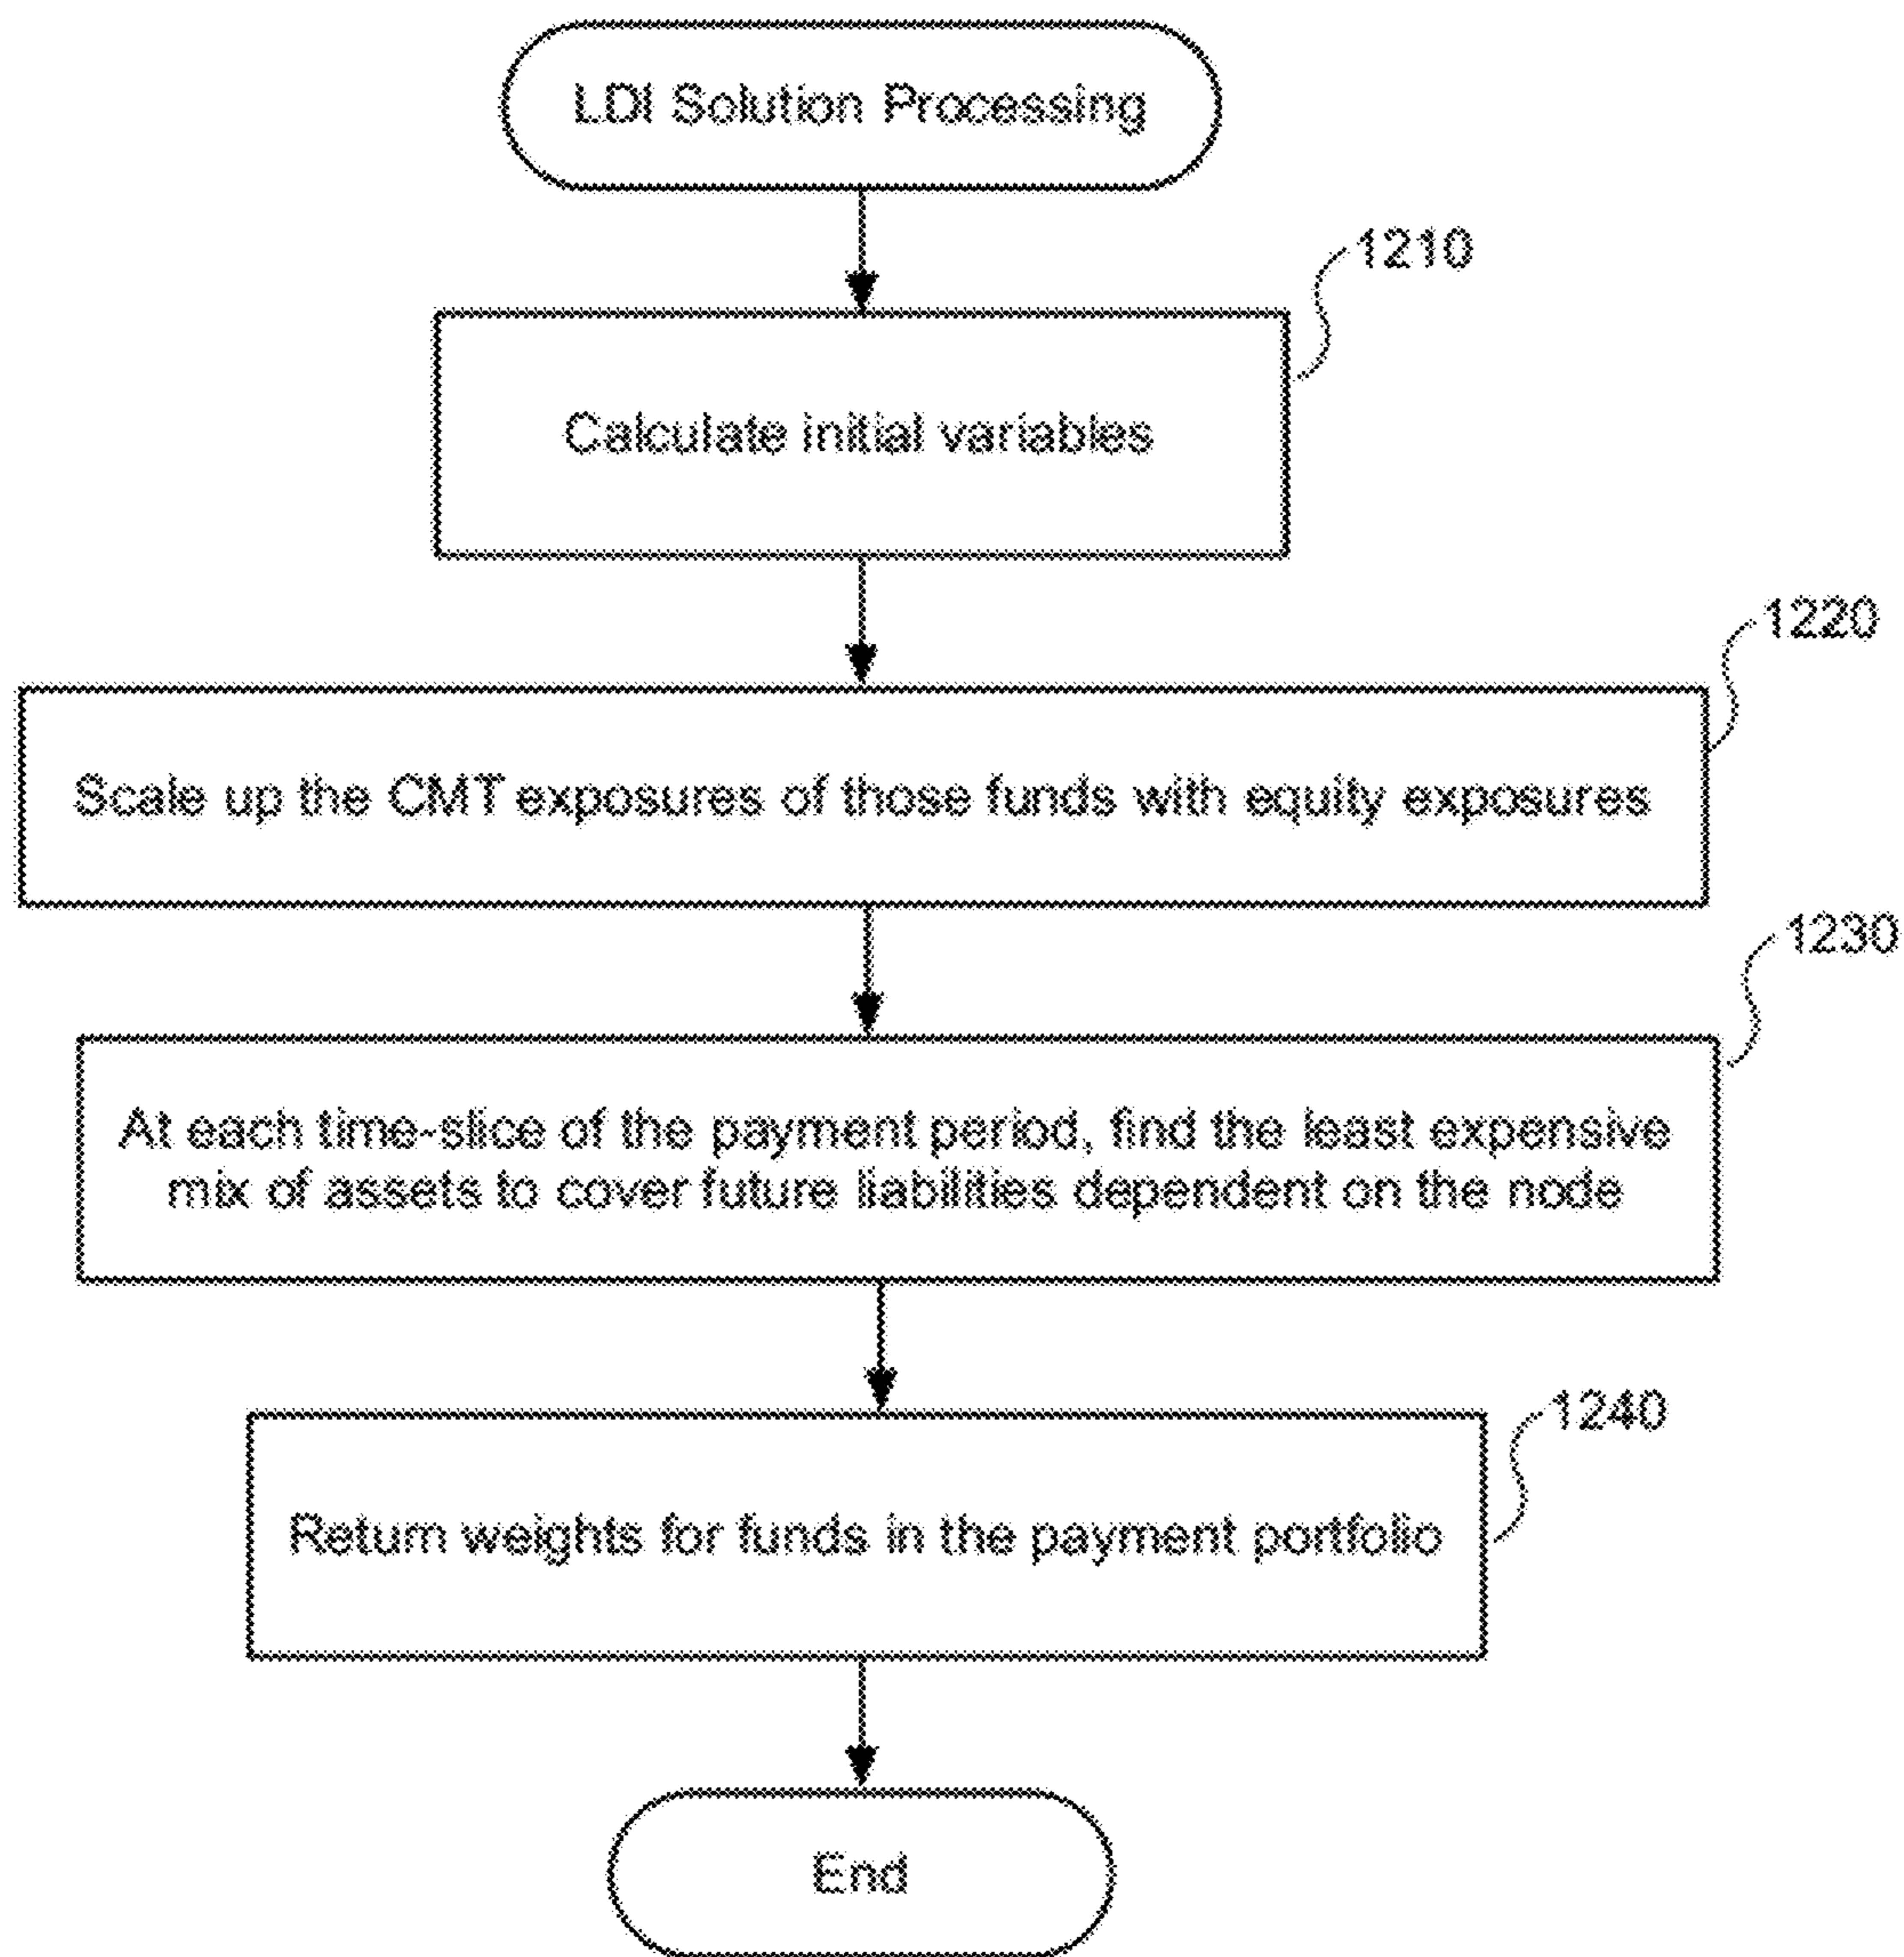 LDI Solution Processing
1210
Calculate initial variables
1220
Scale up the CMT exposures of those funds with equity exposures
1230
At each time-slice of the payment period, find the least expensive
mix of assets to cover future liabilities dependent on the node
1240
Return weights for funds in the payment portfolio
End